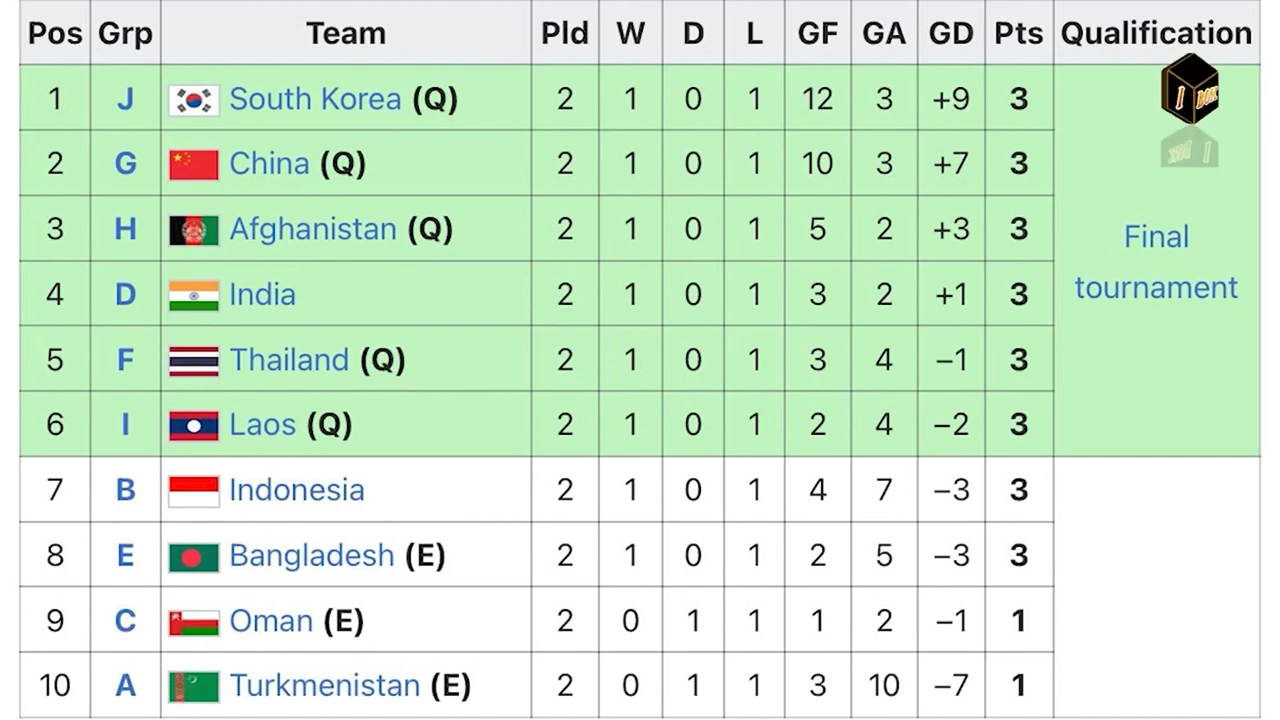 Pos Grp Team Pld W D L GF GA GD Pts Qualification
1 J South Korea (Q) 2 1 0 1 12 3 +9 3
2 G China (Q) 2 1 0 1 10 3 +7 3
3 H Afghanistan (Q) 2 1 0 1 5 2 +3 3
4 D India 2 1 0 1 3 2 +1 3
5 F Thailand (Q) 2 1 0 1 3 4 −1 3
6 I Laos (Q) 2 1 0 1 2 4 −2 3
Final
tournament
7 B Indonesia 2 1 0 1 4 7 −3 3
8 E Bangladesh (E) 2 1 0 1 2 5 −3 3
9 C Oman (E) 2 0 1 1 1 2 −1 1
10 A Turkmenistan (E) 2 0 1 1 3 10 −7 1